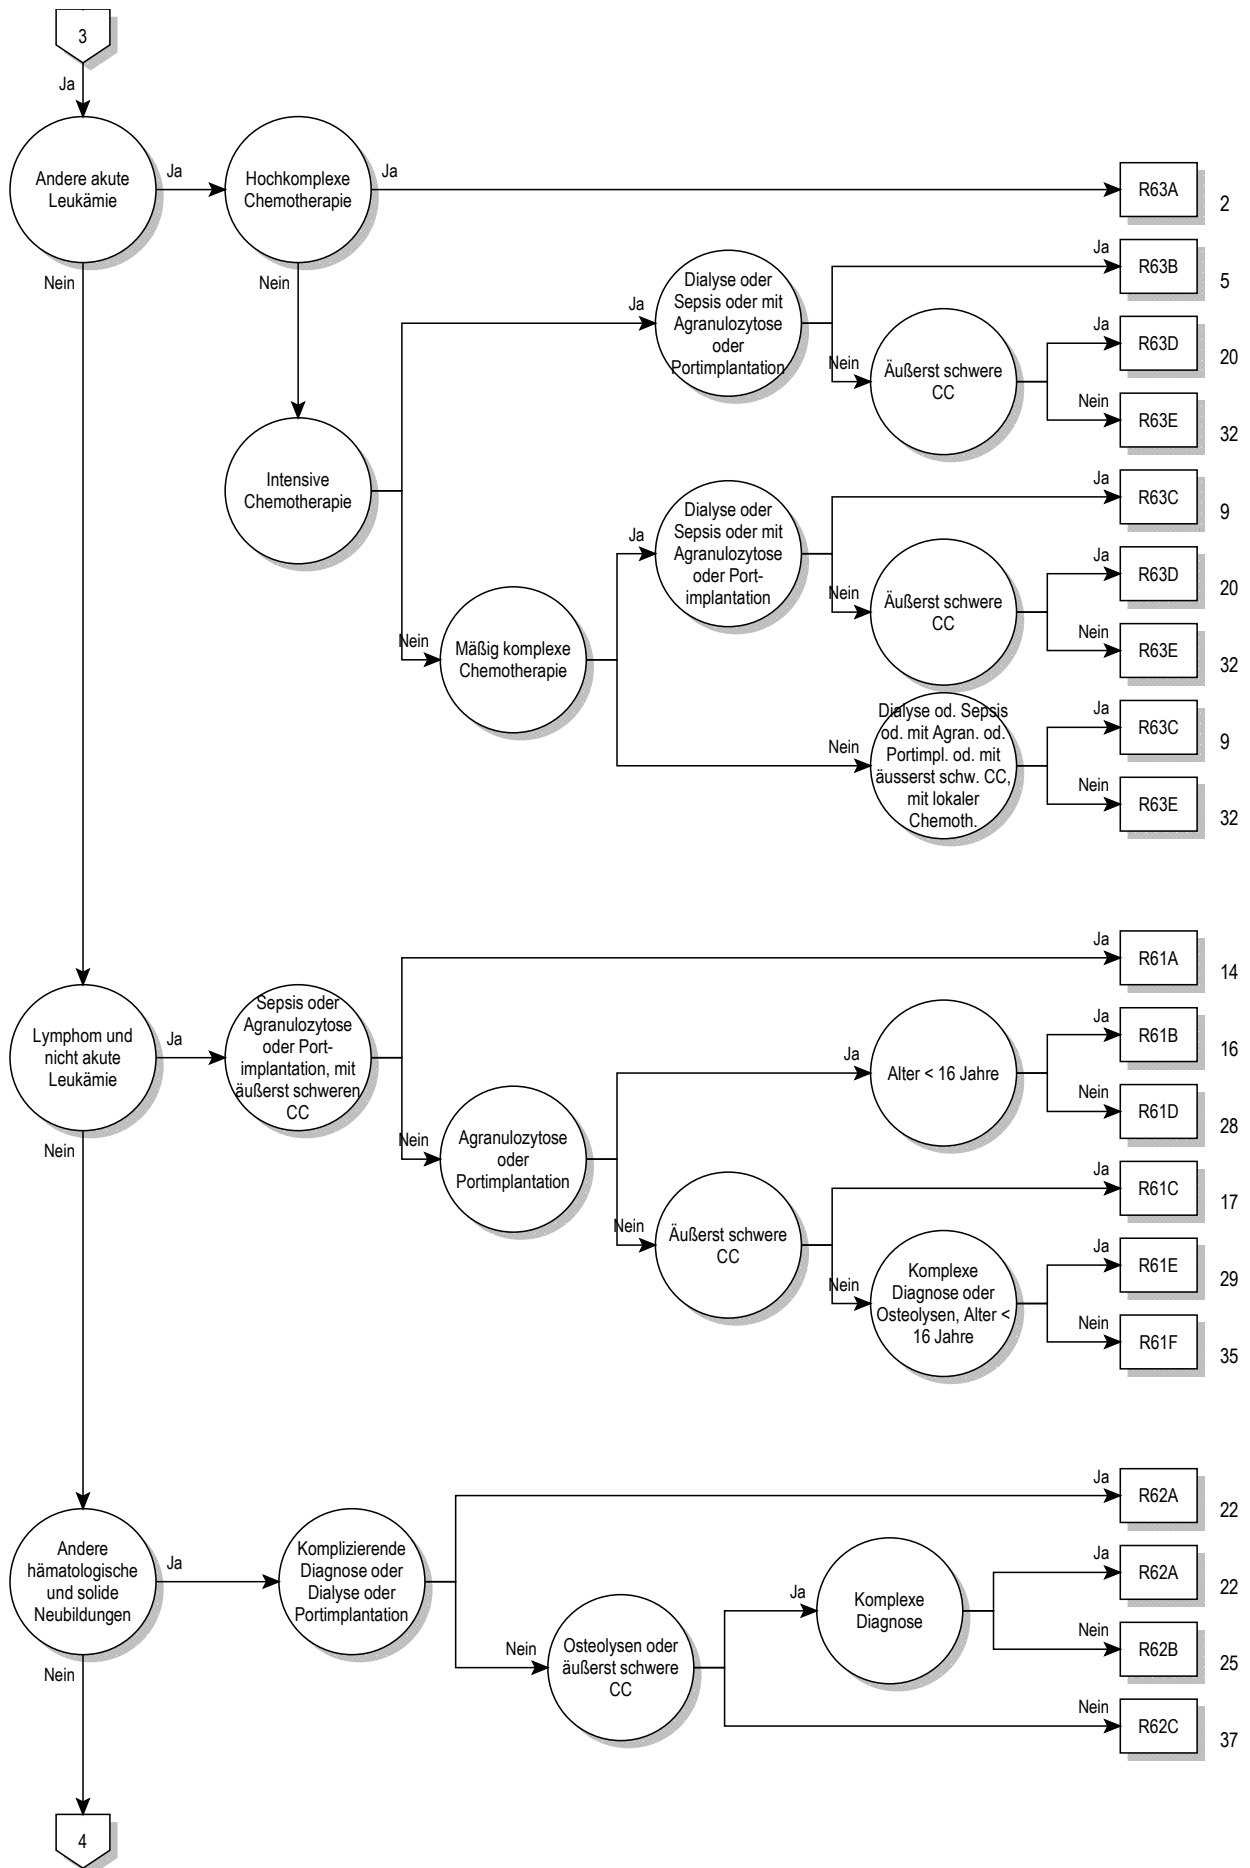 3
Ja
Andere akute
Leukämie
Ja
Hochkomplexe
Chemotherapie
Ja
R63A
2
Nein
Nein
Ja
Dialyse oder
Sepsis oder mit
Agranulozytose
oder
Portimplantation
Ja
R63B
5
Nein
Äußerst schwere
CC
Ja
R63D
20
Nein
R63E
32
Intensive
Chemotherapie
Ja
Dialyse oder
Sepsis oder mit
Agranulozytose
oder Port-
implantation
Ja
R63C
9
Nein
Äußerst schwere
CC
Ja
R63D
20
Nein
R63E
32
Nein
Mäßig komplexe
Chemotherapie
Nein
Dialyse od. Sepsis
od. mit Agran. od.
Portimpl. od. mit
äusserst schw. CC,
mit lokaler
Chemoth.
Ja
R63C
9
Nein
R63E
32
Lymphom und
nicht akute
Leukämie
Ja
Sepsis oder
Agranulozytose
oder Port-
implantation, mit
äußerst schweren
CC
Ja
R61A
14
Nein
Agranulozytose
oder
Portimplantation
Ja
Alter < 16 Jahre
Ja
R61B
16
Nein
R61D
28
Nein
Äußerst schwere
CC
Ja
R61C
17
Nein
Komplexe
Diagnose oder
Osteolysen, Alter <
16 Jahre
Ja
R61E
29
Nein
R61F
35
Nein
Andere
hämatologische
und solide
Neubildungen
Ja
Komplizierende
Diagnose oder
Dialyse oder
Portimplantation
Ja
R62A
22
Nein
Osteolysen oder
äußerst schwere
CC
Ja
Komplexe
Diagnose
Ja
R62A
22
Nein
R62B
25
Nein
R62C
37
Nein
4